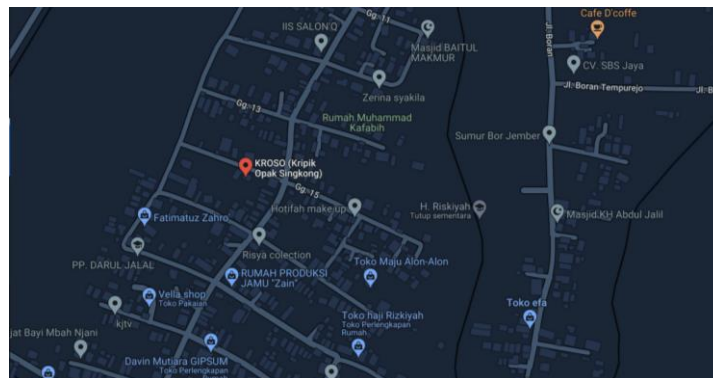 Gg. 11
Cafe D'coffe
IIS SALON'Q
Jl. Boran
Masjid BAITUL
MAKMUR
CV. SBS Jaya
Zerina syakila
Jl. Boran Tempurejo
Jl. B
Gg. 13
Rumah Muhammad
Kafabih
Sumur Bor Jember
KROSO (Kripik
Opak Singkong)
Gg. 15
Hotifah make up
H. Riskiyah
Tutup sementara
Masjid KH Abdul Jalil
Fatimatuz Zahro
Risya colection
PP. DARUL JALAL
Toko Maju Alon-Alon
RUMAH PRODUKSI
JAMU "Zain"
Vella shop
Toko Pakaian
Toko efa
Toko haji Rizkiyah
Toko Perlengkapan
Rumah
kjtv
jat Bayi Mbah Njani
Davin Mutiara GIPSUM
Toko Perlengkapan